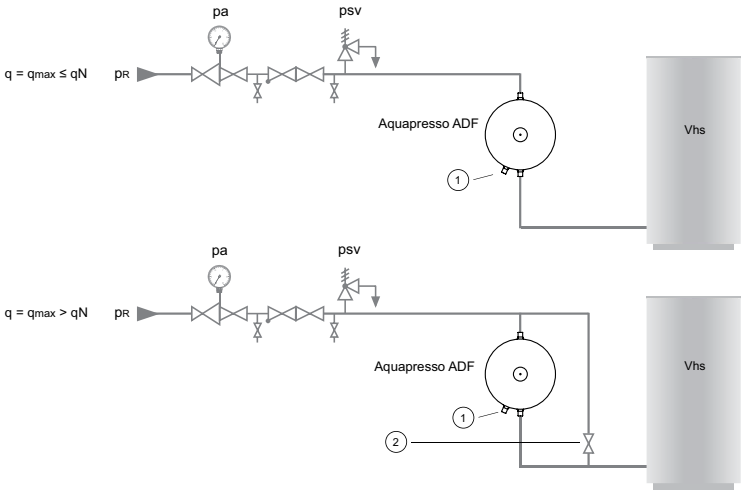 pa
psv
q = qmax ≤ qN
pR
Aquapresso ADF
Vhs
1
pa
psv
q = qmax > qN
pR
Aquapresso ADF
Vhs
1
2